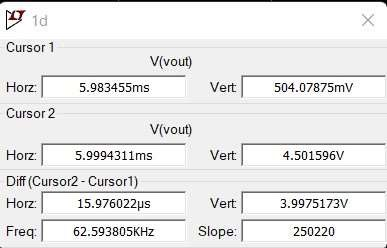 1d
Cursor 1
V(vout)
Horz: 5.983455ms Vert: 504.07875mV
Cursor 2
V(vout)
Horz: 5.9994311ms Vert: 4.501596V
Diff (Cursor2 - Cursor1)
Horz: 15.976022µs Vert: 3.9975173V
Freq: 62.593805KHz Slope: 250220